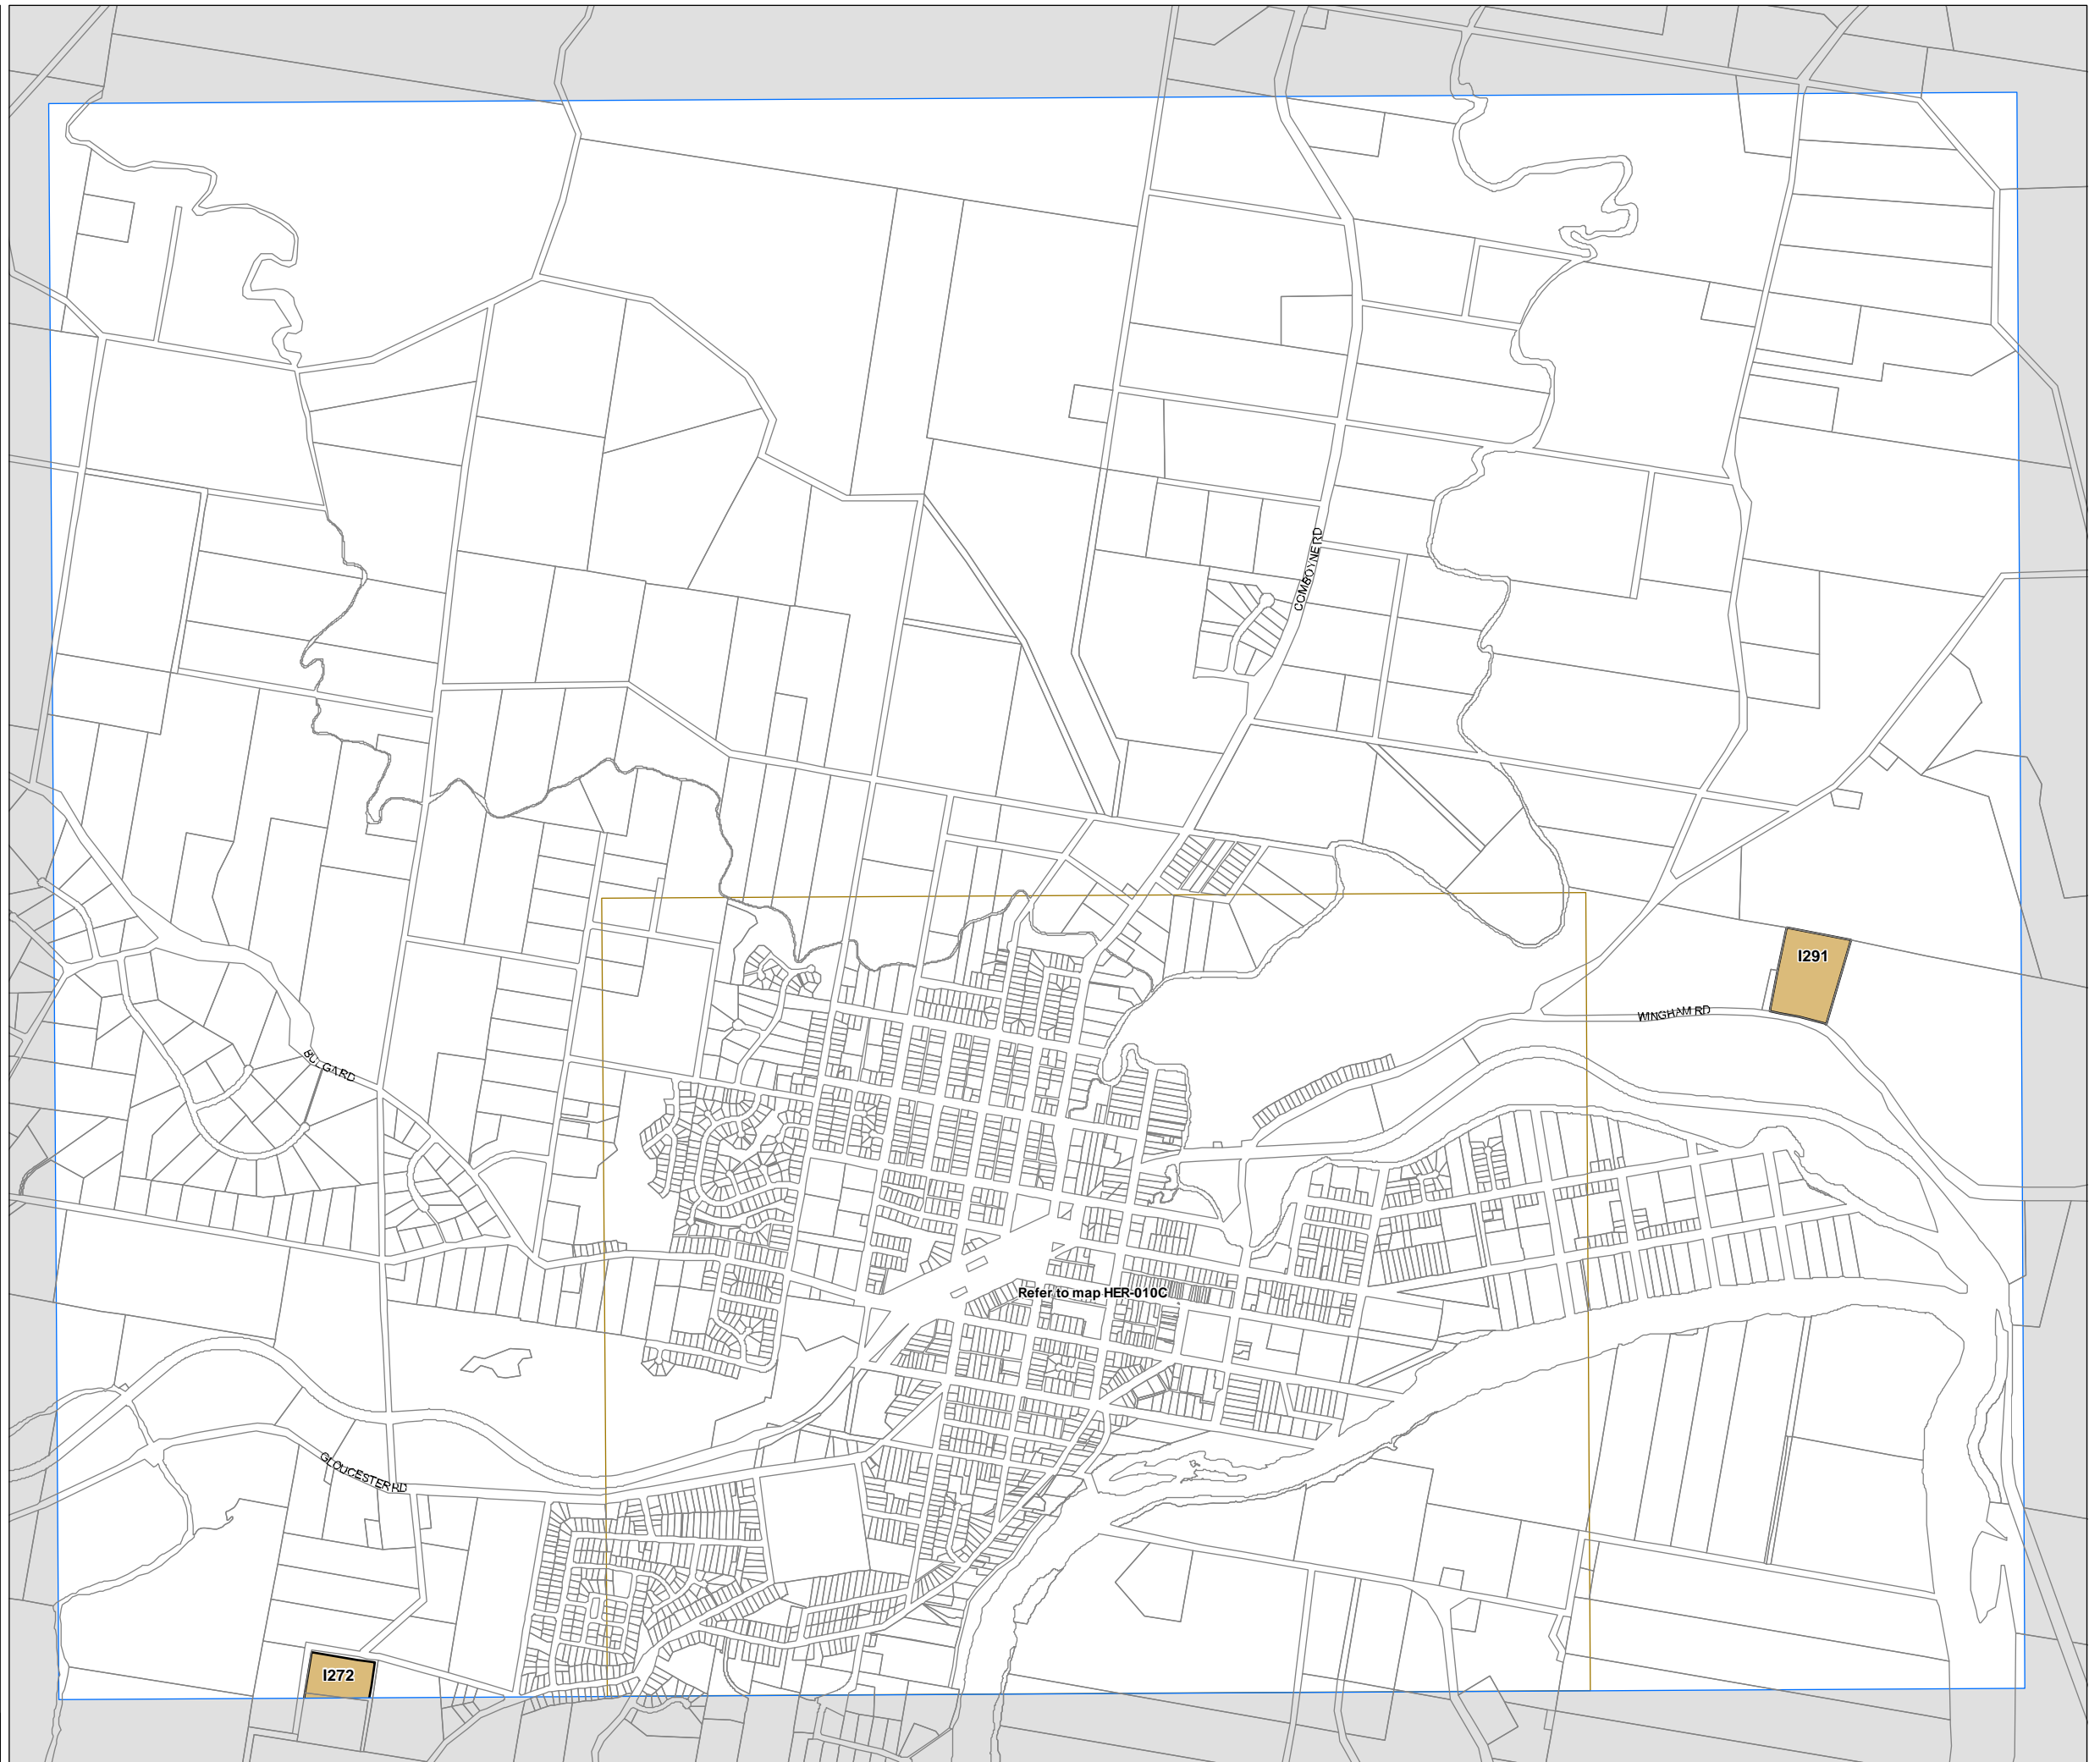 COMBOYNE RD
I291
WINGHAM RD
BULGA RD
Refer to map HER-010C
GLOUCESTER RD
I272